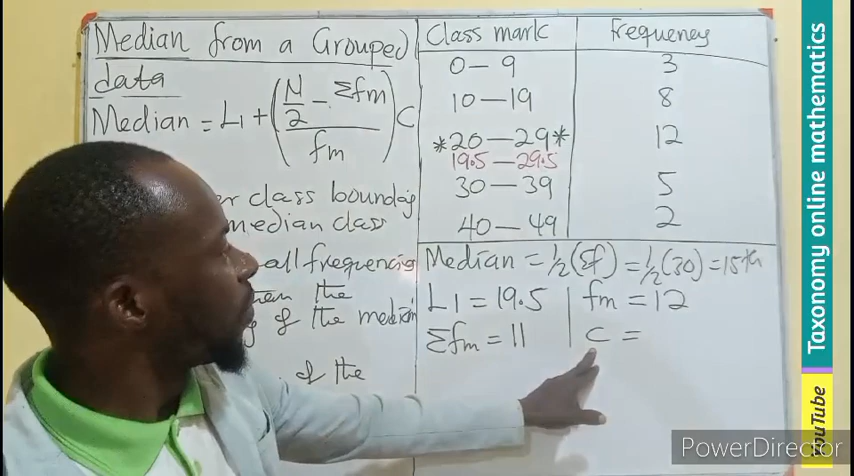 Median from a Grouped
data
Median = L1 + (N/2 - Σfm / fm) C
class boundary
median class
all frequencies
than the
of the median
of the
Class mark Frequency
0 — 9 3
10 — 19 8
*20 — 29* 12
19.5 — 29.5
30 — 39 5
40 — 49 2
Median = 1/2 (Σf) = 1/2 (30) = 15th
L1 = 19.5 fm = 12
Σfm = 11 c =
Taxonomy online mathematics
YouTube
PowerDirector